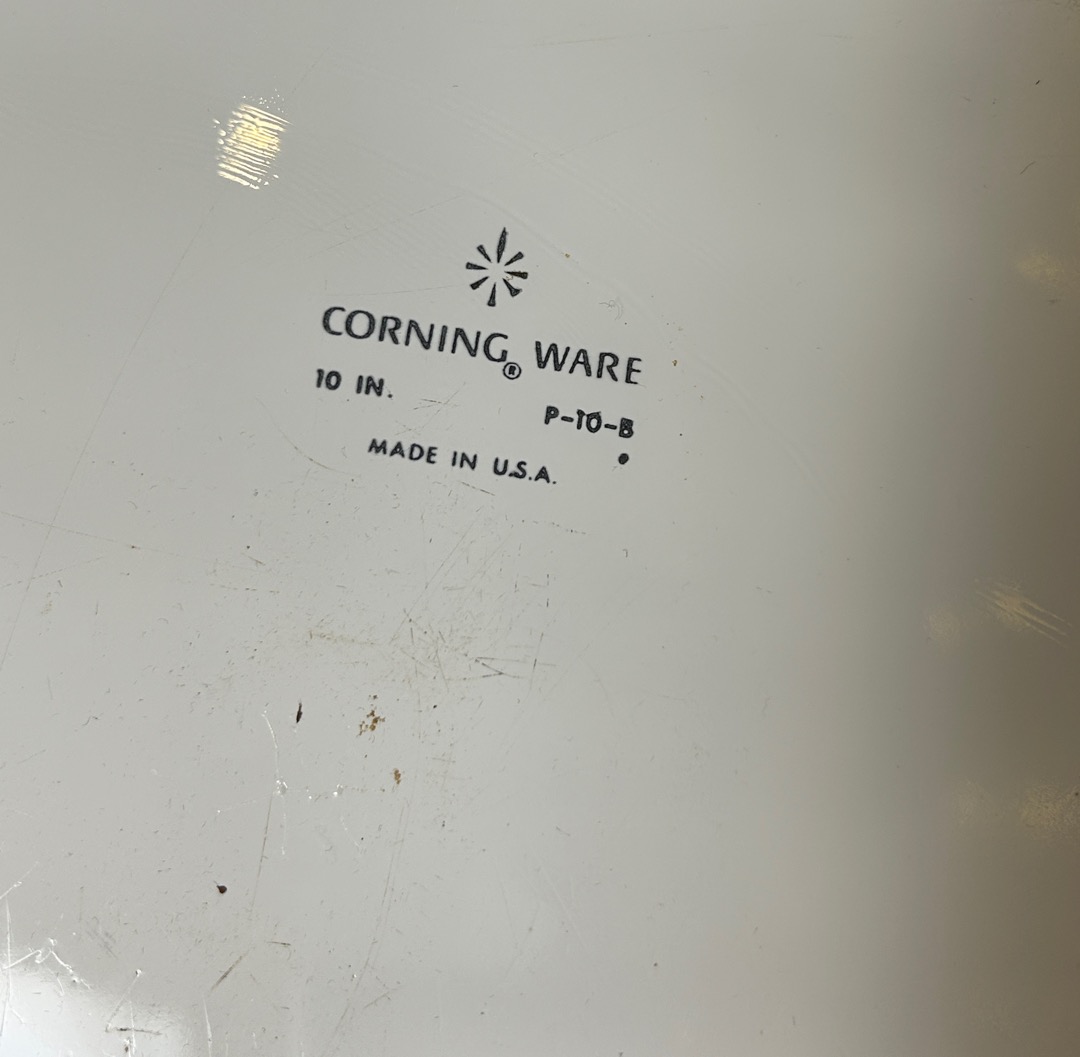 CORNING® WARE
10 IN.
P-10-B
MADE IN U.S.A.